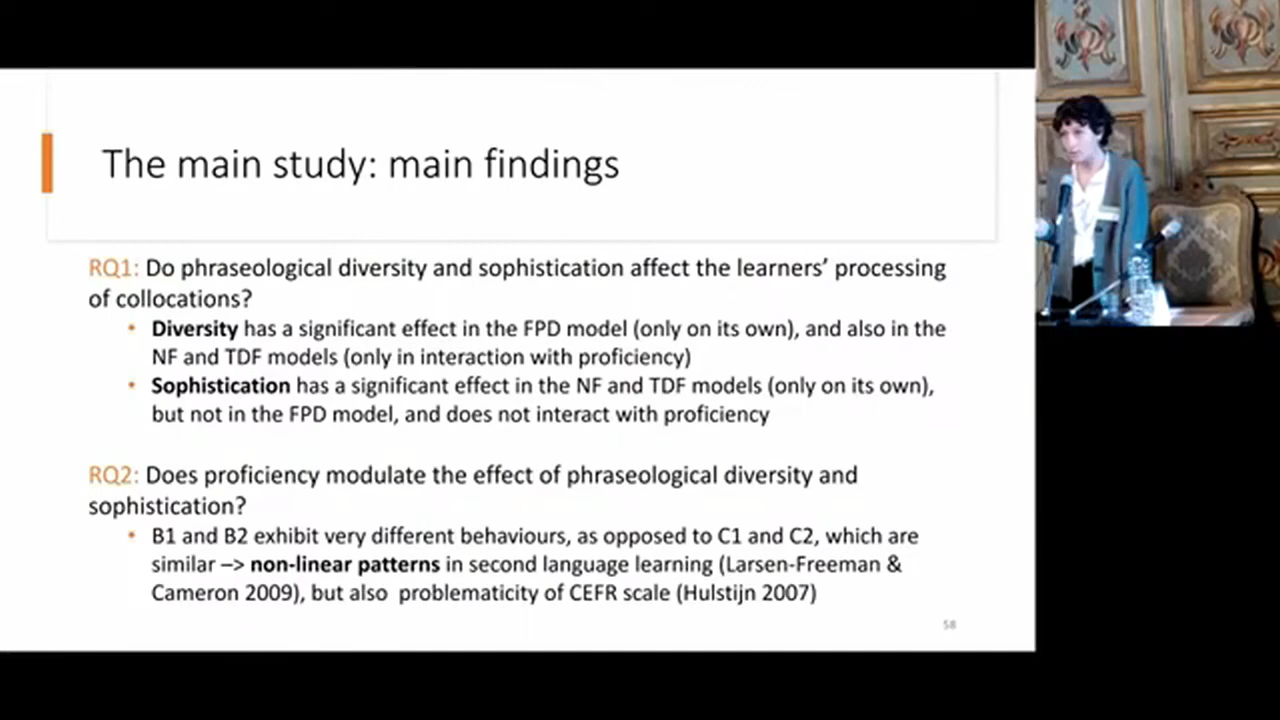 The main study: main findings
RQ1: Do phraseological diversity and sophistication affect the learners’ processing
of collocations?
• Diversity has a significant effect in the FPD model (only on its own), and also in the
NF and TDF models (only in interaction with proficiency)
• Sophistication has a significant effect in the NF and TDF models (only on its own),
but not in the FPD model, and does not interact with proficiency
RQ2: Does proficiency modulate the effect of phraseological diversity and
sophistication?
• B1 and B2 exhibit very different behaviours, as opposed to C1 and C2, which are
similar –> non-linear patterns in second language learning (Larsen-Freeman &
Cameron 2009), but also problematicity of CEFR scale (Hulstijn 2007)
58